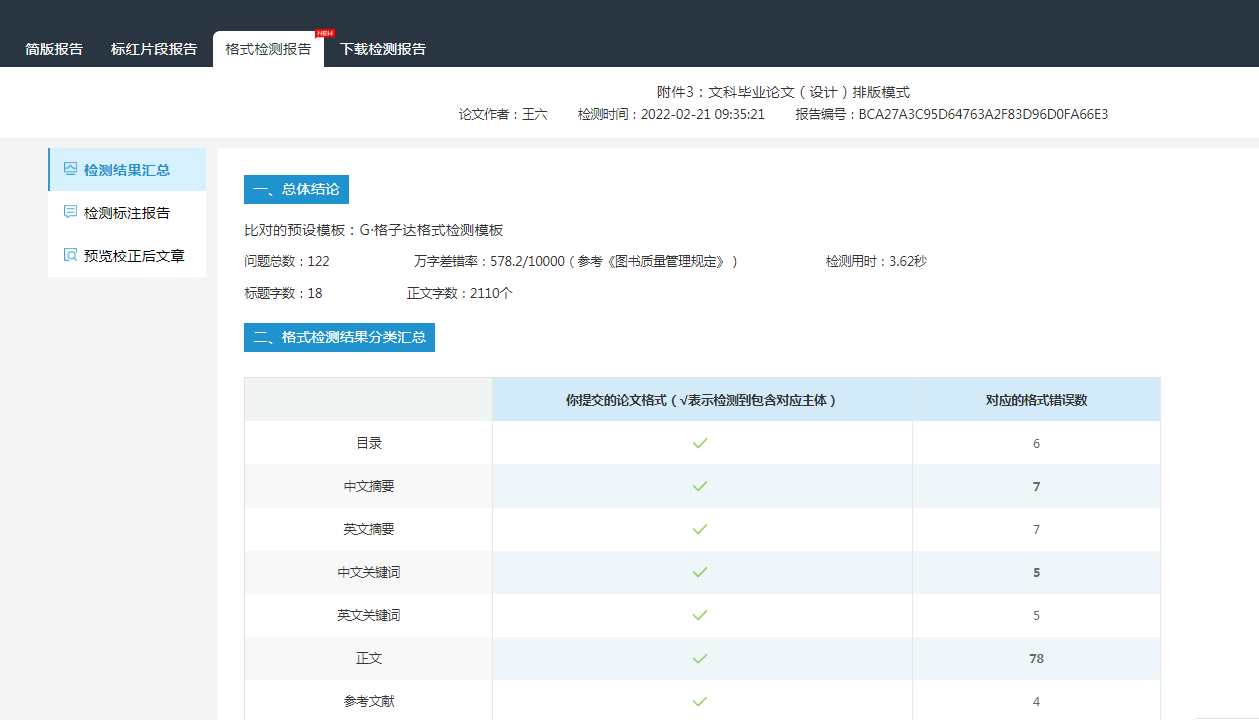 简版报告 标红片段报告 格式检测报告 NEW 下载检测报告
附件3：文科毕业论文（设计）排版模式
论文作者：王六 检测时间：2022-02-21 09:35:21 报告编号：BCA27A3C95D64763A2F83D96D0FA66E3
检测结果汇总
检测标注报告
预览校正后文章
一、总体结论
比对的预设模板：G·格子达格式检测模板
问题总数：122 万字差错率：578.2/10000（参考《图书质量管理规定》） 检测用时：3.62秒
标题字数：18 正文字数：2110个
二、格式检测结果分类汇总
你提交的论文格式（√表示检测到包含对应主体） 对应的格式错误数
目录 6
中文摘要 7
英文摘要 7
中文关键词 5
英文关键词 5
正文 78
参考文献 4